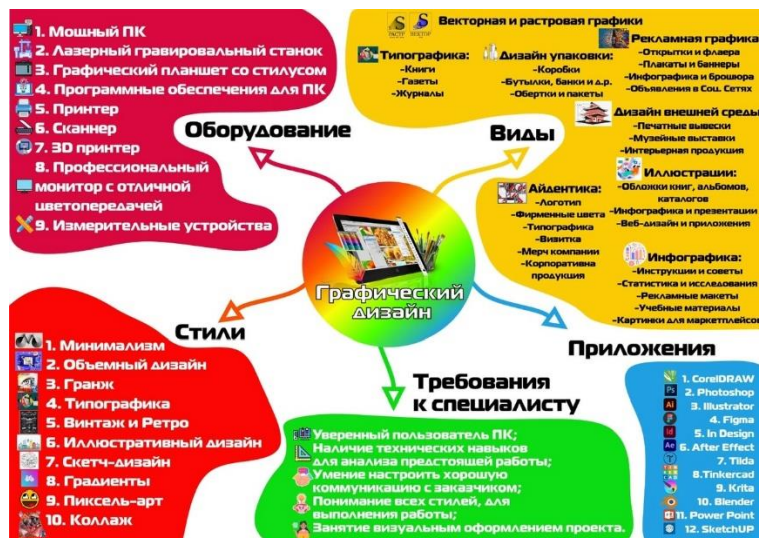 1. Мощный ПК
2. Лазерный гравировальный станок
3. Графический планшет со стилусом
4. Программные обеспечения для ПК
5. Принтер
6. Сканнер
7. 3D принтер
8. Профессиональный
монитор с отличной
цветопередачей
9. Измерительные устройства
Оборудование
Векторная и растровая графики
Типографика:
-Книги
-Газеты
-Журналы
Дизайн упаковки:
-Коробки
-Бутылки, банки и д.р.
-Обертки и пакеты
Рекламная графика:
-Открытки и флаера
-Плакаты и баннеры
-Инфографика и брошюра
-Объявления в Соц. Сетях
Дизайн внешней среды:
-Печатные вывески
-Музейные выставки
-Интерьерная продукция
Виды
Айдентика:
-Логотип
-Фирменные цвета
-Типографика
-Визитка
-Мерч компании
-Корпоративна
продукция
Иллюстрации:
-Обложки книг, альбомов,
каталогов
-Инфографика и презентации
-Веб-дизайн и приложения
Инфографика:
-Инструкции и советы
-Статистика и исследования
-Рекламные макеты
-Учебные материалы
-Картинки для маркетплейсов
Графический
дизайн
Стили
1. Минимализм
2. Объемный дизайн
3. Гранж
4. Типографика
5. Винтаж и Ретро
6. Иллюстративный дизайн
7. Скетч-дизайн
8. Градиенты
9. Пиксель-арт
10. Коллаж
Требования
к специалисту
Уверенный пользователь ПК;
Наличие технических навыков
для анализа предстоящей работы;
Умение настроить хорошую
коммуникацию с заказчиком;
Понимание всех стилей, для
выполнения работы;
Занятие визуальным оформлением проекта.
Приложения
1. CorelDRAW
2. Photoshop
3. Illustrator
4. Figma
5. In Design
6. After Effect
7. Tilda
8.Tinkercad
9. Krita
10. Blender
11. Power Point
12. SketchUP